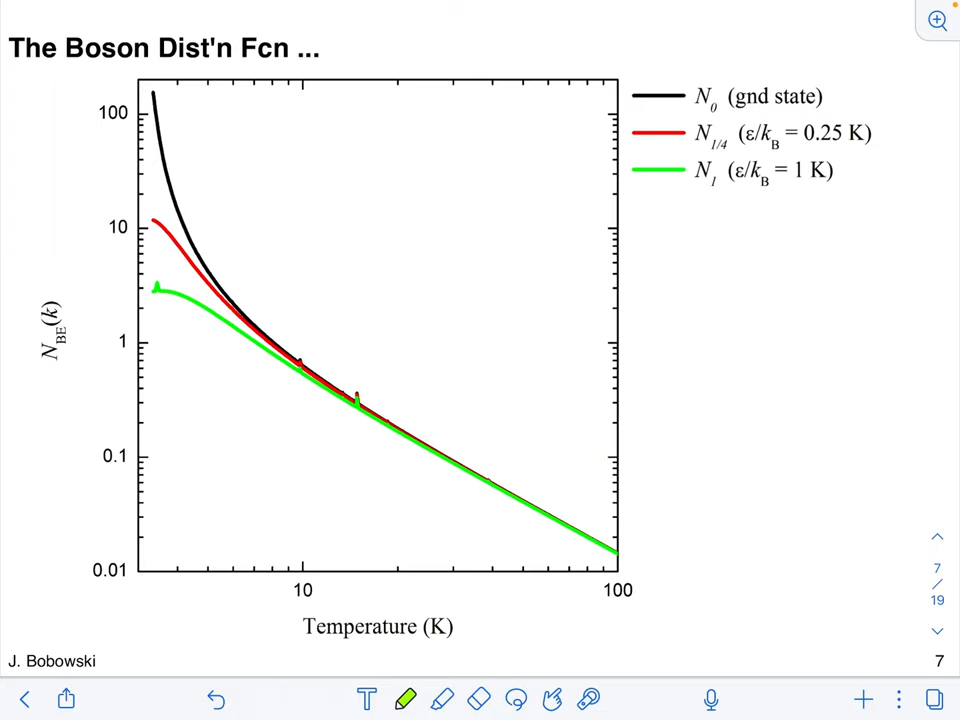 The Boson Dist'n Fcn ...
N0 (gnd state)
N1/4 (ε/kB = 0.25 K)
N1 (ε/kB = 1 K)
100
10
1
0.1
0.01
NBE(k)
10
100
Temperature (K)
7
/
19
J. Bobowski
7
T